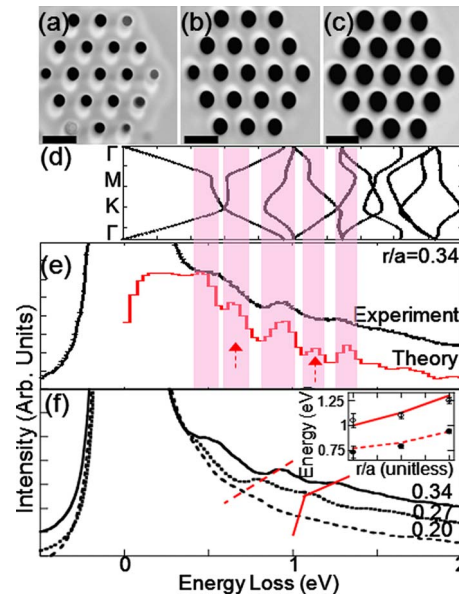 (a)
(b)
(c)
(d)
Γ
M
K
Γ
(e)
r/a=0.34
Experiment
Theory
Intensity (Arb. Units)
(f)
Energy (eV)
1.25
1
0.75
r/a (unitless)
0.34
0.27
0.20
0
1
2
Energy Loss (eV)